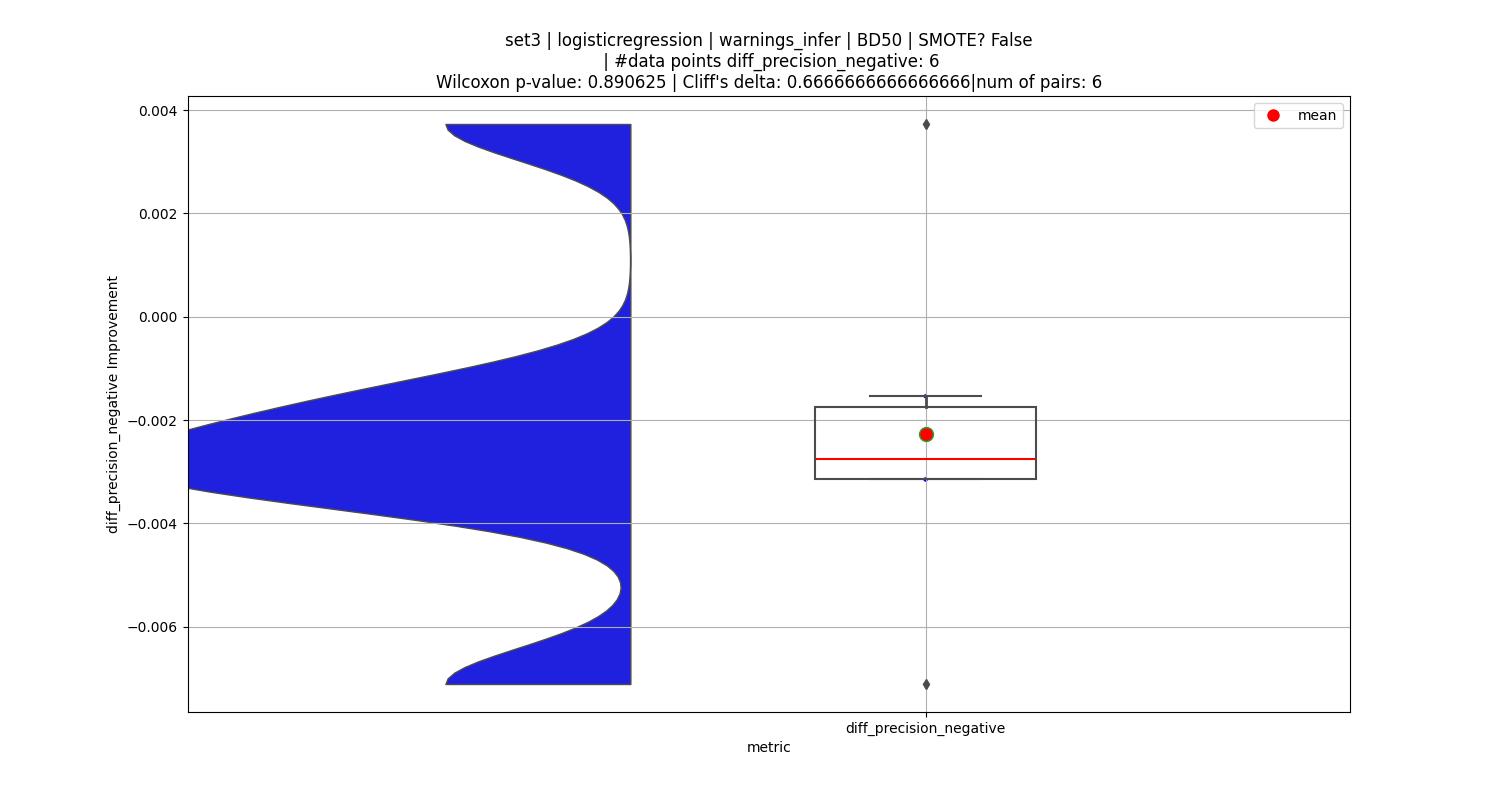 set3 | logisticregression | warnings_infer | BD50 | SMOTE? False
| #data points diff_precision_negative: 6
Wilcoxon p-value: 0.890625 | Cliff's delta: 0.6666666666666666|num of pairs: 6
mean
0.004
0.002
0.000
−0.002
−0.004
−0.006
diff_precision_negative Improvement
diff_precision_negative
metric